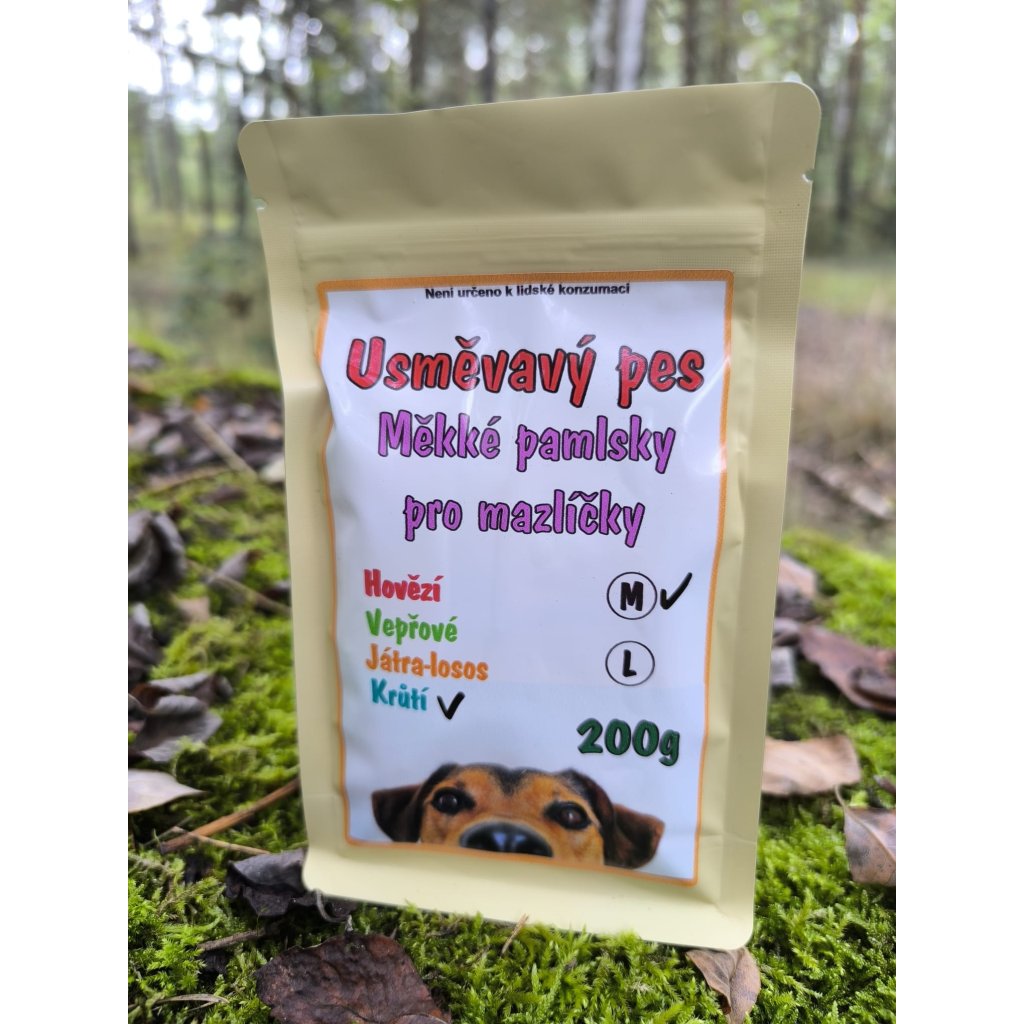 Není určeno k lidské konzumaci
Usměvavý pes
Měkké pamlsky
pro mazlíčky
Hovězí
M
Vepřové
Játra-losos
L
Krůtí
200g